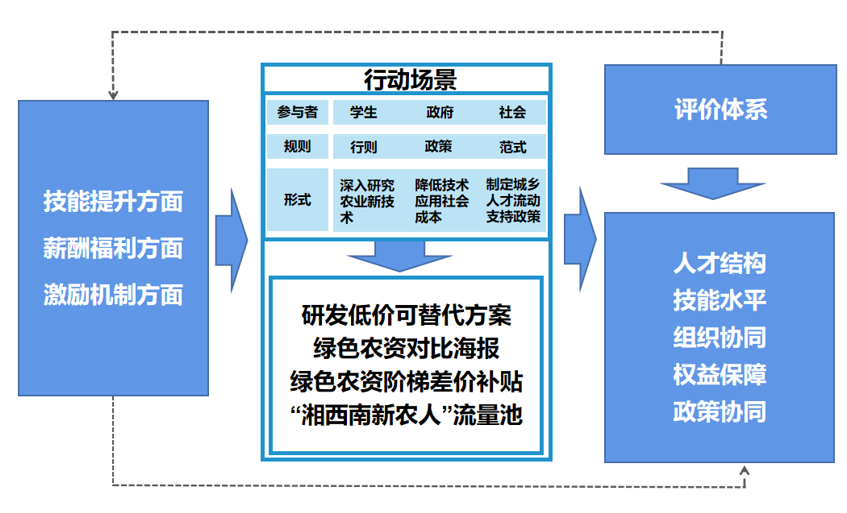 技能提升方面
薪酬福利方面
激励机制方面
行动场景
参与者 学生 政府 社会
规则 行则 政策 范式
形式
深入研究
农业新技
术
降低技术
应用社会
成本
制定城乡
人才流动
支持政策
研发低价可替代方案
绿色农资对比海报
绿色农资阶梯差价补贴
“湘西南新农人”流量池
评价体系
人才结构
技能水平
组织协同
权益保障
政策协同